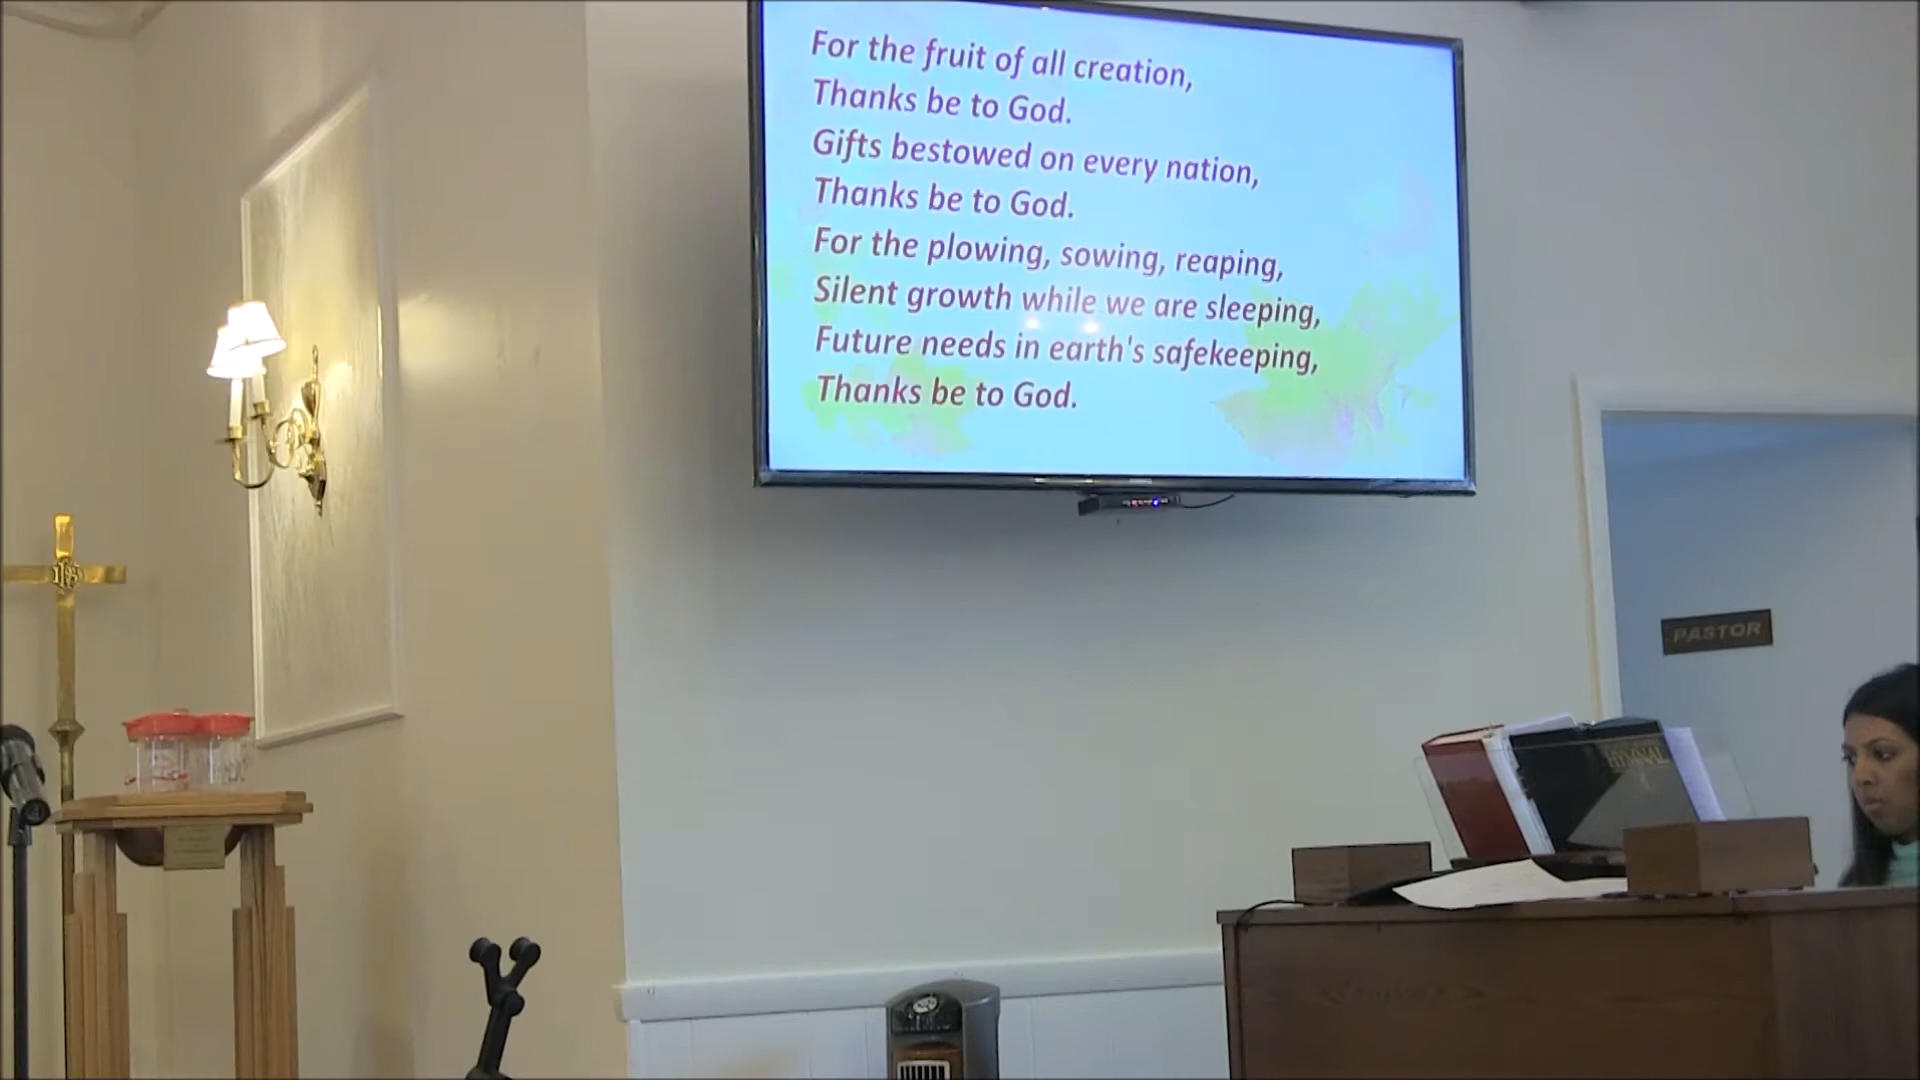 For the fruit of all creation,
Thanks be to God.
Gifts bestowed on every nation,
Thanks be to God.
For the plowing, sowing, reaping,
Silent growth while we are sleeping,
Future needs in earth's safekeeping,
Thanks be to God.
PASTOR
HYMNAL
IHS